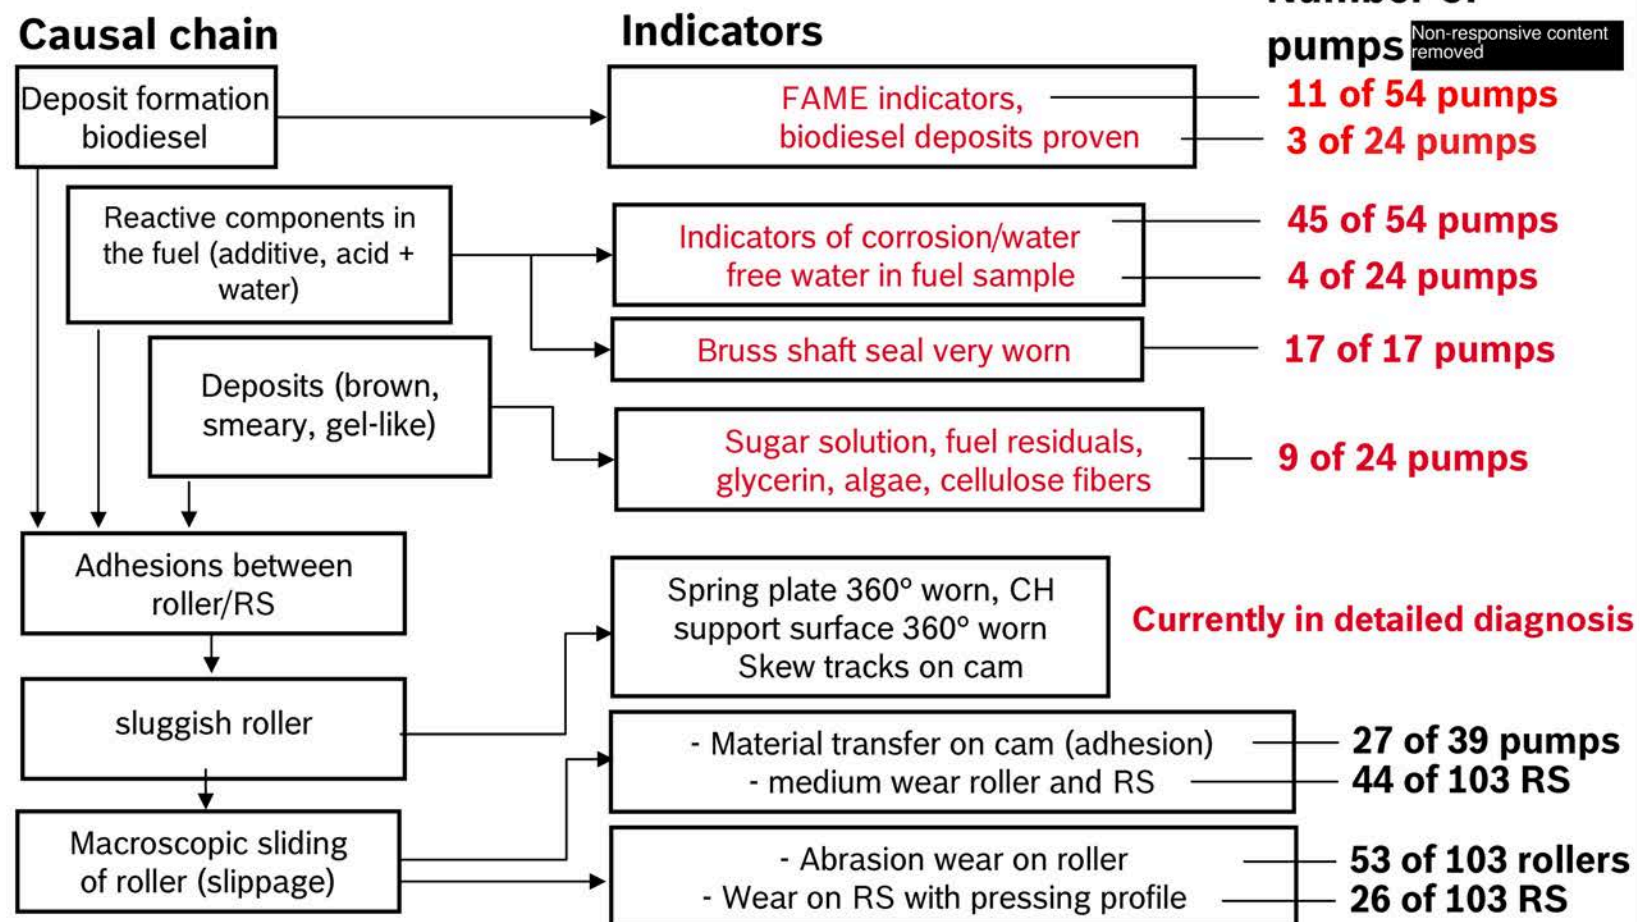 Causal chain
Indicators
Number of
pumps
Non-responsive content
removed
Deposit formation
biodiesel
FAME indicators,
biodiesel deposits proven
11 of 54 pumps
3 of 24 pumps
Reactive components in
the fuel (additive, acid +
water)
Indicators of corrosion/water
free water in fuel sample
45 of 54 pumps
4 of 24 pumps
Bruss shaft seal very worn
17 of 17 pumps
Deposits (brown,
smeary, gel-like)
Sugar solution, fuel residuals,
glycerin, algae, cellulose fibers
9 of 24 pumps
Adhesions between
roller/RS
Spring plate 360º worn, CH
support surface 360º worn
Skew tracks on cam
Currently in detailed diagnosis
sluggish roller
- Material transfer on cam (adhesion)
- medium wear roller and RS
27 of 39 pumps
44 of 103 RS
Macroscopic sliding
of roller (slippage)
- Abrasion wear on roller
- Wear on RS with pressing profile
53 of 103 rollers
26 of 103 RS